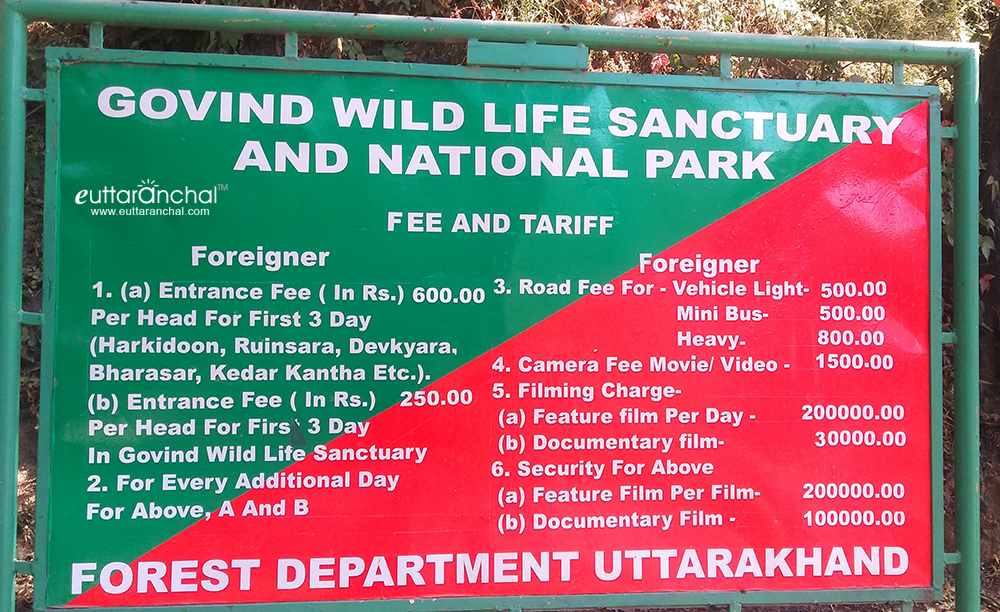 GOVIND WILD LIFE SANCTUARY
AND NATIONAL PARK
euttaranchal™
www.euttaranchal.com
FEE AND TARIFF
Foreigner
1. (a) Entrance Fee ( In Rs.) 600.00
Per Head For First 3 Day
(Harkidoon, Ruinsara, Devkyara,
Bharasar, Kedar Kantha Etc.).
(b) Entrance Fee ( In Rs.) 250.00
Per Head For First 3 Day
In Govind Wild Life Sanctuary
2. For Every Additional Day
For Above, A And B
Foreigner
3. Road Fee For - Vehicle Light- 500.00
Mini Bus- 500.00
Heavy- 800.00
4. Camera Fee Movie/ Video - 1500.00
5. Filming Charge-
(a) Feature film Per Day - 200000.00
(b) Documentary film- 30000.00
6. Security For Above
(a) Feature Film Per Film- 200000.00
(b) Documentary Film - 100000.00
FOREST DEPARTMENT UTTARAKHAND